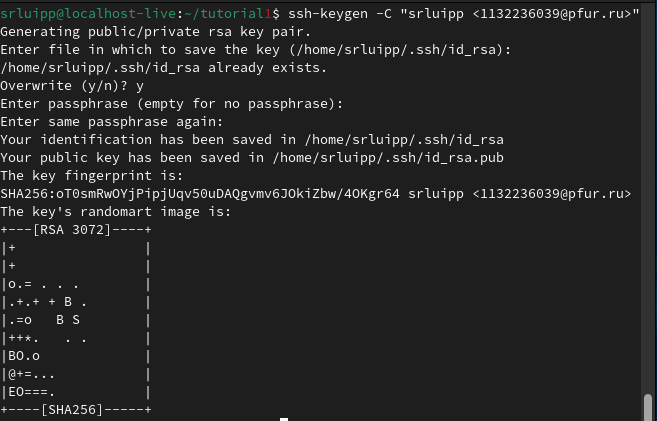 srluipp@localhost-live:~/tutorial1$ ssh-keygen -C "srluipp <1132236039@pfur.ru>"
Generating public/private rsa key pair.
Enter file in which to save the key (/home/srluipp/.ssh/id_rsa):
/home/srluipp/.ssh/id_rsa already exists.
Overwrite (y/n)? y
Enter passphrase (empty for no passphrase):
Enter same passphrase again:
Your identification has been saved in /home/srluipp/.ssh/id_rsa
Your public key has been saved in /home/srluipp/.ssh/id_rsa.pub
The key fingerprint is:
SHA256:oT0smRwOYjPipjUqv50uDAQgvmv6JOkiZbw/4OKgr64 srluipp <1132236039@pfur.ru>
The key's randomart image is:
+---[RSA 3072]----+
|+                |
|+                |
|o.= . . .        |
|.+.+ + B .       |
|.=o   B S        |
|++*.   . .       |
|BO.o             |
|@+=...           |
|EO===.           |
+----[SHA256]-----+